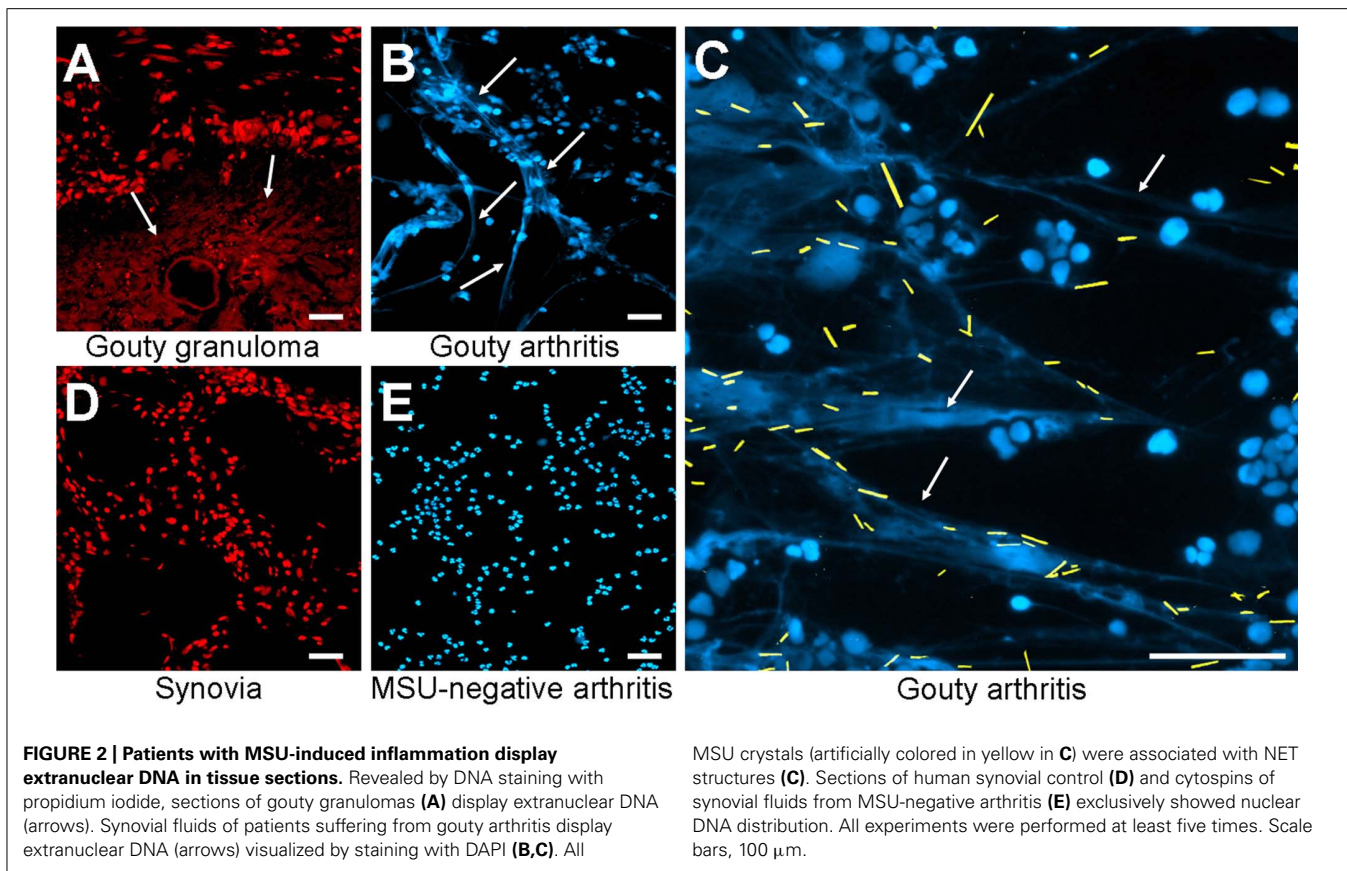 A
B
C
Gouty granuloma
Gouty arthritis
D
E
Synovia
MSU-negative arthritis
Gouty arthritis
FIGURE 2 | Patients with MSU-induced inflammation display
extranuclear DNA in tissue sections. Revealed by DNA staining with
propidium iodide, sections of gouty granulomas (A) display extranuclear DNA
(arrows). Synovial fluids of patients suffering from gouty arthritis display
extranuclear DNA (arrows) visualized by staining with DAPI (B,C). All
MSU crystals (artificially colored in yellow in C) were associated with NET
structures (C). Sections of human synovial control (D) and cytospins of
synovial fluids from MSU-negative arthritis (E) exclusively showed nuclear
DNA distribution. All experiments were performed at least five times. Scale
bars, 100 μm.